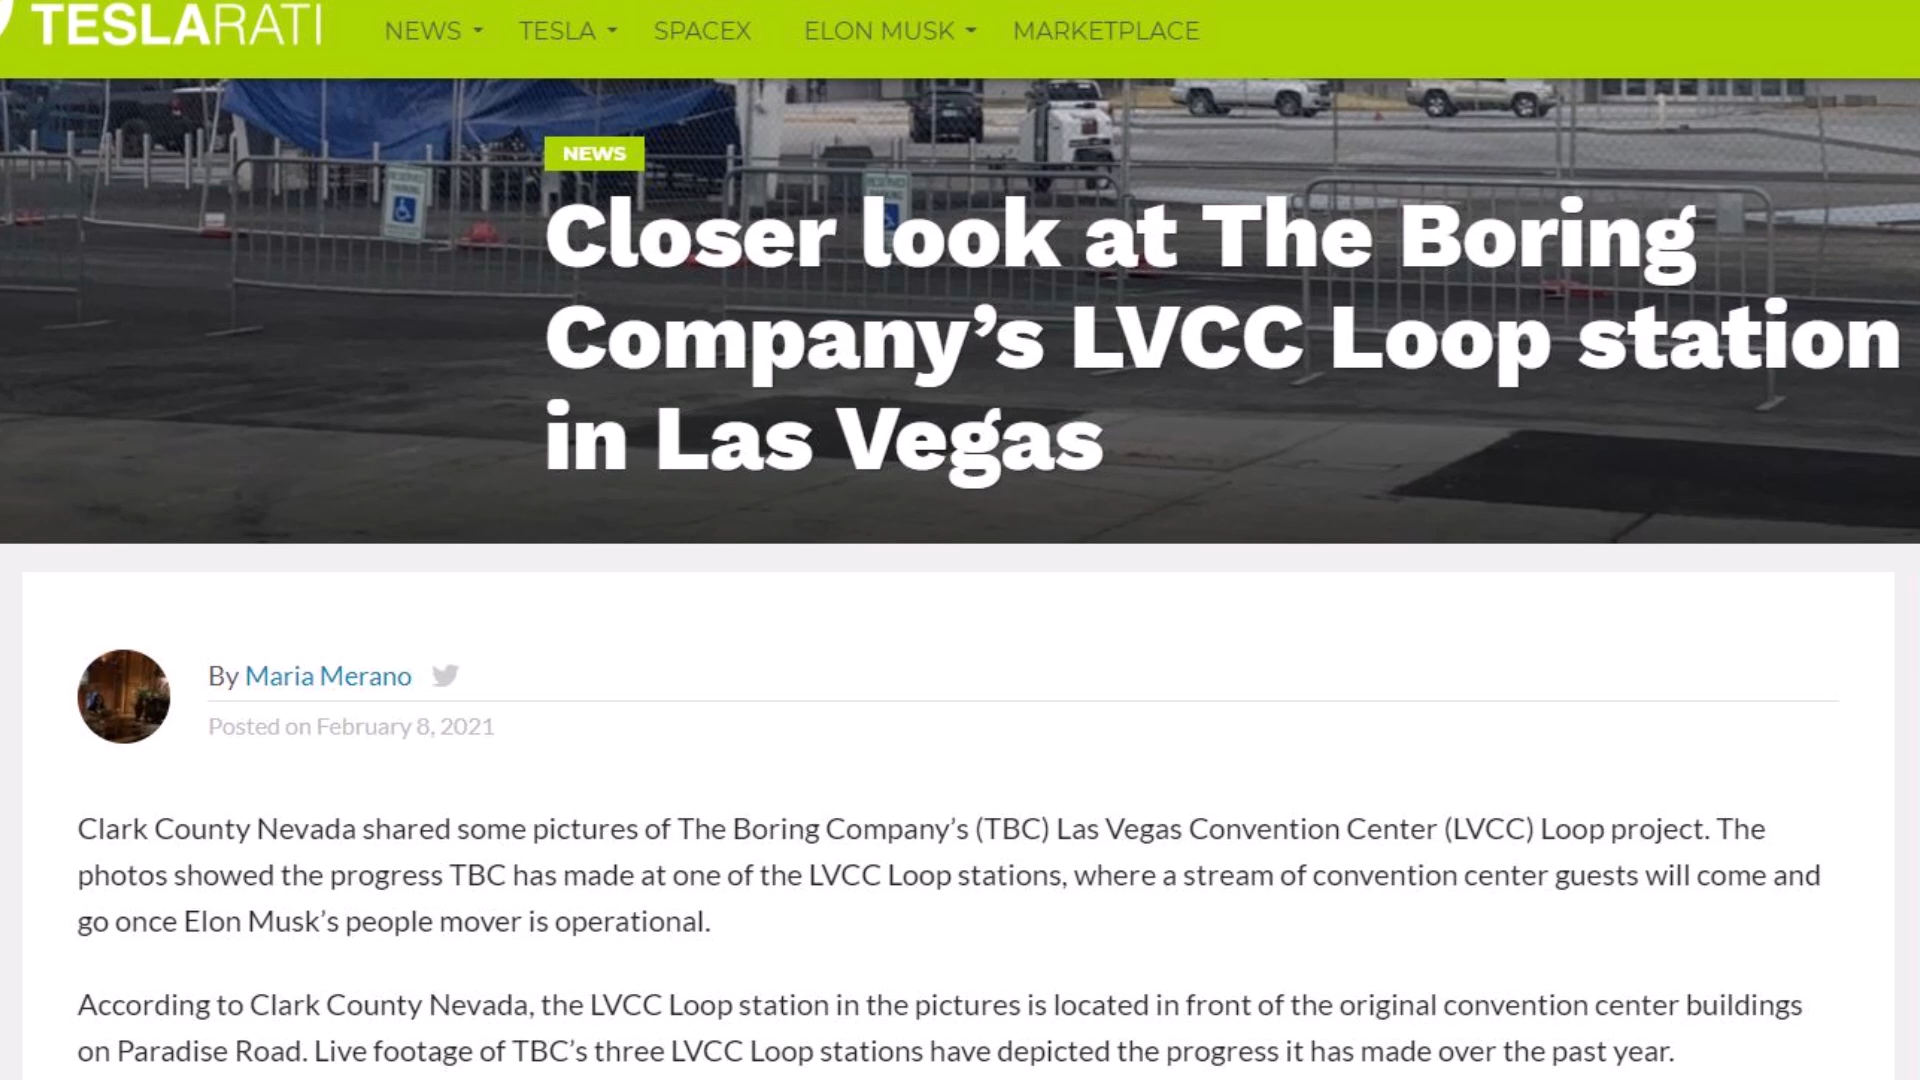 TESLARATI
NEWS TESLA SPACEX ELON MUSK MARKETPLACE
NEWS
Closer look at The Boring
Company’s LVCC Loop station
in Las Vegas
By Maria Merano
Posted on February 8, 2021
Clark County Nevada shared some pictures of The Boring Company’s (TBC) Las Vegas Convention Center (LVCC) Loop project. The
photos showed the progress TBC has made at one of the LVCC Loop stations, where a stream of convention center guests will come and
go once Elon Musk’s people mover is operational.
According to Clark County Nevada, the LVCC Loop station in the pictures is located in front of the original convention center buildings
on Paradise Road. Live footage of TBC’s three LVCC Loop stations have depicted the progress it has made over the past year.